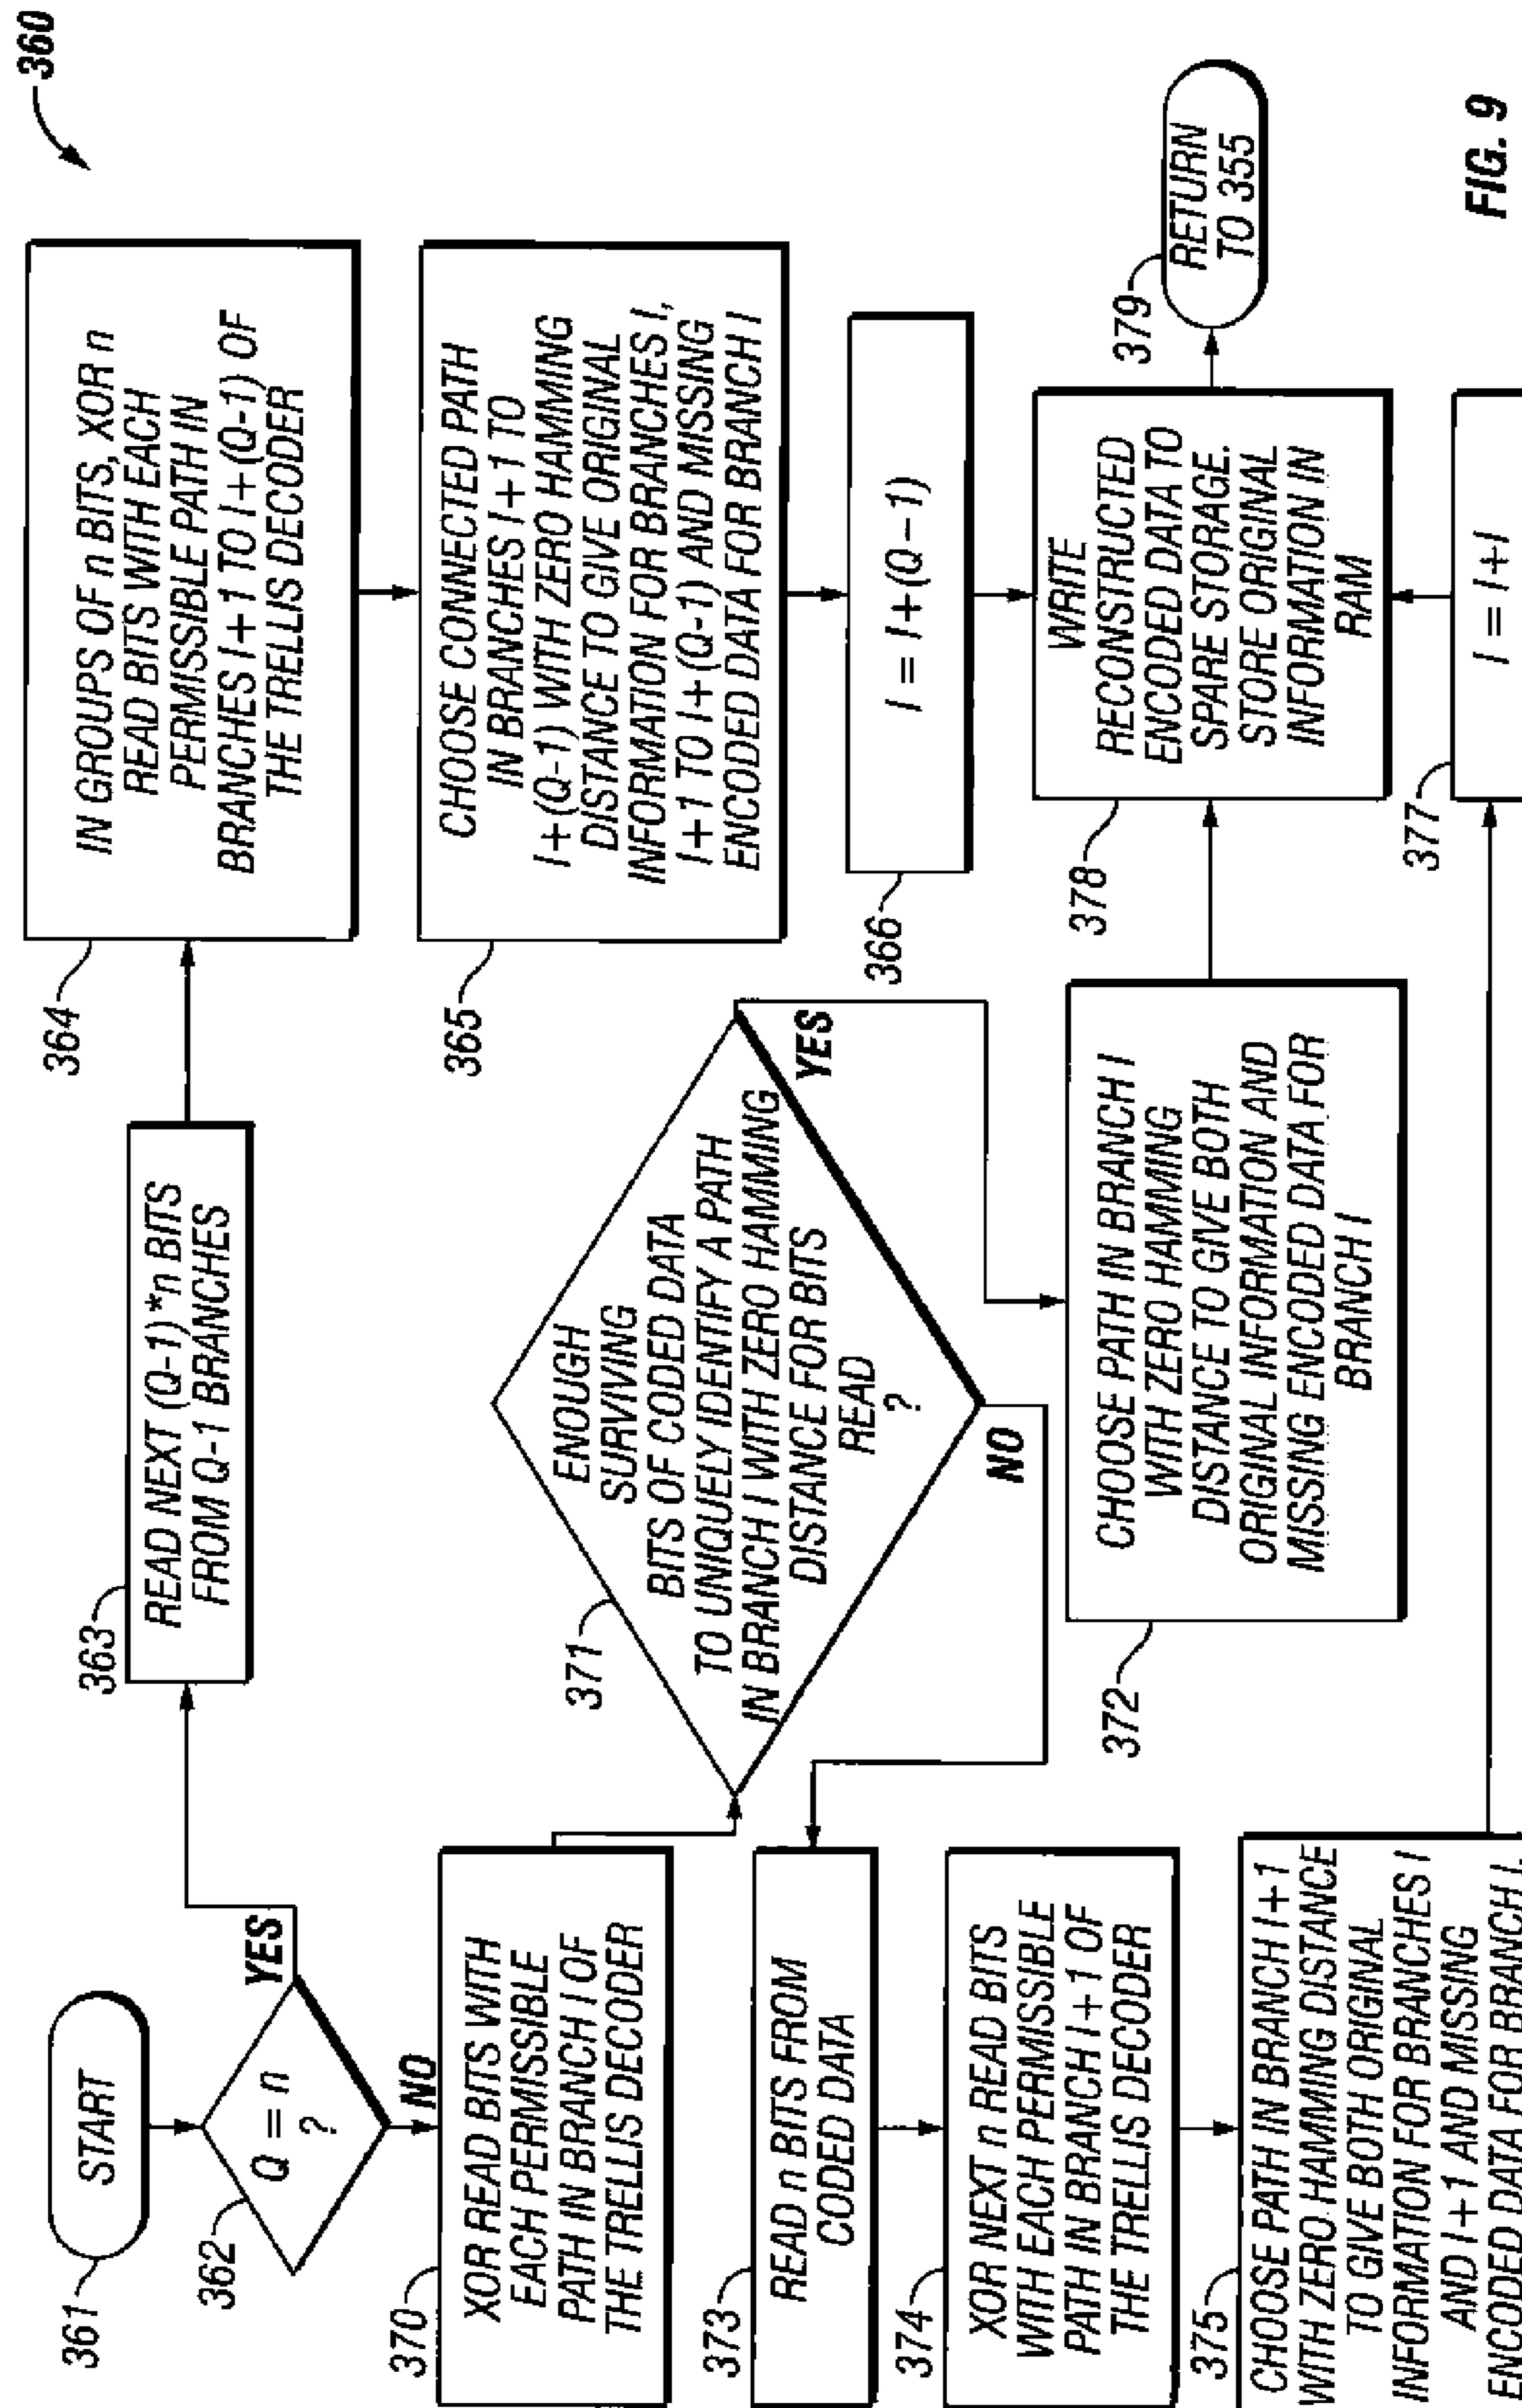 360
361
START
362
Q = n
?
YES
NO
363
READ NEXT (Q-1)*n BITS
FROM Q-1 BRANCHES
364
IN GROUPS OF n BITS, XOR n
READ BITS WITH EACH
PERMISSIBLE PATH IN
BRANCHES I+1 TO I+(Q-1) OF
THE TRELLIS DECODER
365
CHOOSE CONNECTED PATH
IN BRANCHES I+1 TO
I+(Q-1) WITH ZERO HAMMING
DISTANCE TO GIVE ORIGINAL
INFORMATION FOR BRANCHES I,
I+1 TO I+(Q-1) AND MISSING
ENCODED DATA FOR BRANCH I
366
I = I+(Q-1)
370
XOR READ BITS WITH
EACH PERMISSIBLE
PATH IN BRANCH I OF
THE TRELLIS DECODER
371
ENOUGH
SURVIVING
BITS OF CODED DATA
TO UNIQUELY IDENTIFY A PATH
IN BRANCH I WITH ZERO HAMMING
DISTANCE FOR BITS
READ
?
YES
NO
372
CHOOSE PATH IN BRANCH I
WITH ZERO HAMMING
DISTANCE TO GIVE BOTH
ORIGINAL INFORMATION AND
MISSING ENCODED DATA FOR
BRANCH I
373
READ n BITS FROM
CODED DATA
374
XOR NEXT n READ BITS
WITH EACH PERMISSIBLE
PATH IN BRANCH I+1 OF
THE TRELLIS DECODER
375
CHOOSE PATH IN BRANCH I+1
WITH ZERO HAMMING DISTANCE
TO GIVE BOTH ORIGINAL
INFORMATION FOR BRANCHES I
AND I+1 AND MISSING
ENCODED DATA FOR BRANCH I.
377
I = I+I
378
WRITE
RECONSTRUCTED
ENCODED DATA TO
SPARE STORAGE.
STORE ORIGINAL
INFORMATION IN
RAM
379
RETURN
TO 355
FIG. 9